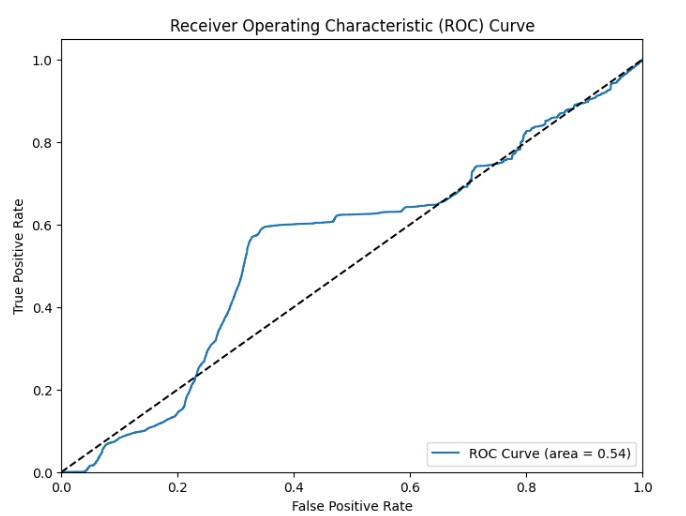 Receiver Operating Characteristic (ROC) Curve
True Positive Rate
1.0
0.8
0.6
0.4
0.2
0.0
ROC Curve (area = 0.54)
0.0 0.2 0.4 0.6 0.8 1.0
False Positive Rate